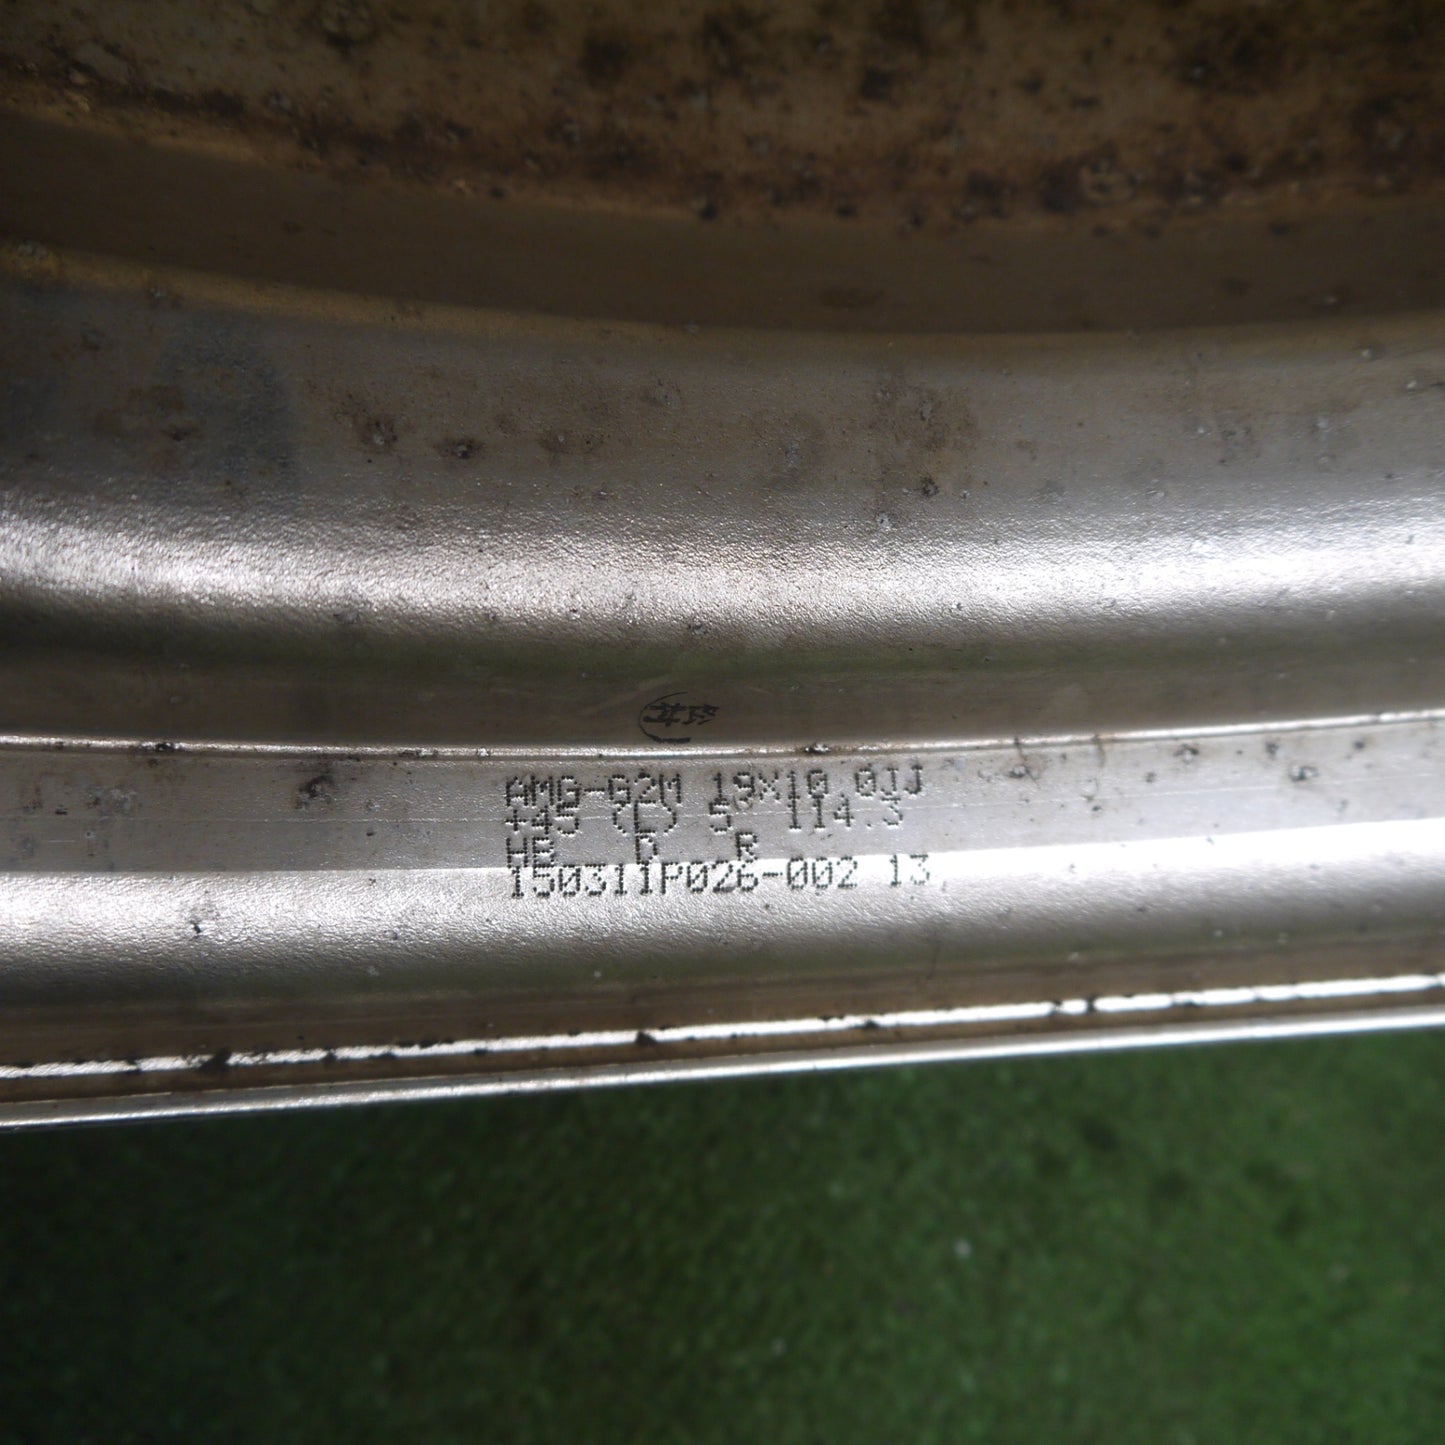 AMG-G2M 19X10 0JJ
+45 (L) 5 114.3
HB D R
150311P026-002 13